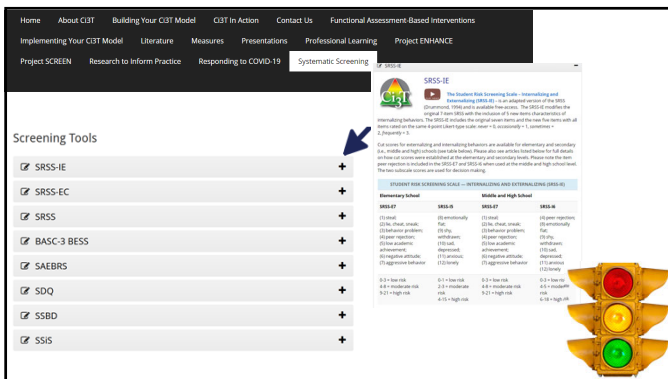 Home About Ci3T Building Your Ci3T Model Ci3T In Action Contact Us Functional Assessment-Based Interventions
Implementing Your Ci3T Model Literature Measures Presentations Professional Learning Project ENHANCE
Project SCREEN Research to Inform Practice Responding to COVID-19 Systematic Screening
Screening Tools
SRSS-IE
SRSS-EC
SRSS
BASC-3 BESS
SAEBRS
SDQ
SSBD
SSiS
SRSS-IE
SRSS-IE
Ci3T
The Student Risk Screening Scale – Internalizing and
Externalizing (SRSS-IE) – is an adapted version of the SRSS
(Drummond, 1994) and is available free-access. The SRSS-IE modifies the
original 7-item SRSS with the inclusion of 5 new items characteristics of
internalizing behaviors. The SRSS-IE includes the original seven items and the new five items with all
items rated on the same 4-point Likert-type scale: never = 0, occasionally = 1, sometimes =
2, frequently = 3.
Cut scores for externalizing and internalizing behaviors are available for elementary and secondary
(i.e., middle and high) schools (see table below). Please also see articles listed below for full details
on how cut scores were established at the elementary and secondary levels. Please note the item
peer rejection is included in the SRSS-E7 and SRSS-I6 when used at the middle and high school level.
The two subscale scores are used for decision making.
STUDENT RISK SCREENING SCALE — INTERNALIZING AND EXTERNALIZING (SRSS-IE)
Elementary School Middle and High School
SRSS-E7 SRSS-I5 SRSS-E7 SRSS-I6
(1) steal; (8) emotionally (1) steal; (4) peer rejection;
(2) lie, cheat, sneak; flat; (2) lie, cheat, sneak; (8) emotionally
(3) behavior problem; (9) shy, (3) behavior problem; flat;
(4) peer rejection; withdrawn; (4) peer rejection; (9) shy,
(5) low academic (10) sad, (5) low academic withdrawn;
achievement; depressed; achievement; (10) sad,
(6) negative attitude; (11) anxious; (6) negative attitude; depressed;
(7) aggressive behavior (12) lonely (7) aggressive behavior (11) anxious
(12) lonely
0-3 = low risk 0-1 = low risk 0-3 = low risk 0-3 = low risk
4-8 = moderate risk 2-3 = moderate 4-8 = moderate risk 4-5 = moderate
9-21 = high risk risk 9-21 = high risk risk
4-15 = high risk 6-18 = high risk